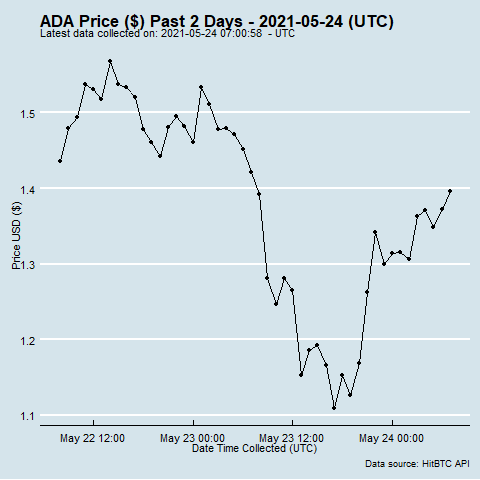 ADA Price ($) Past 2 Days - 2021-05-24 (UTC)
Latest data collected on: 2021-05-24 07:00:58 - UTC
1.5
1.4
1.3
1.2
1.1
Price USD ($)
May 22 12:00 May 23 00:00 May 23 12:00 May 24 00:00
Date Time Collected (UTC)
Data source: HitBTC API